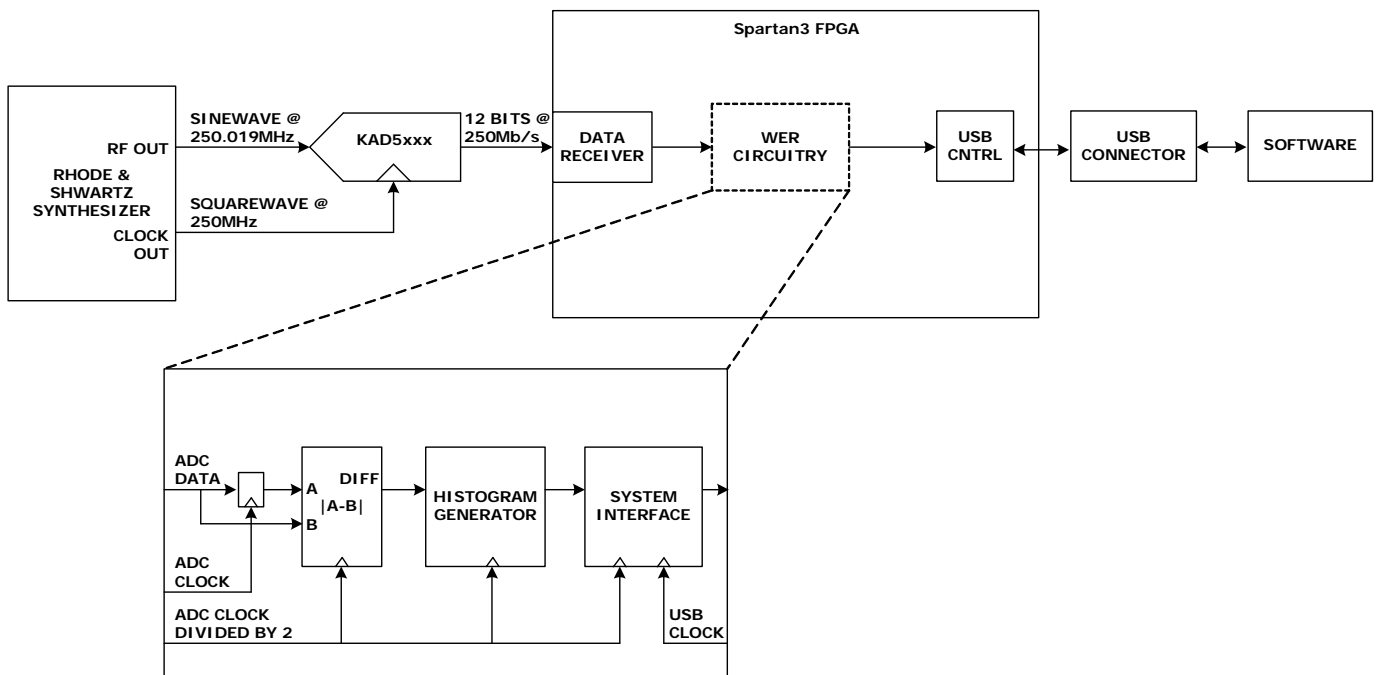 Spartan3 FPGA
SINEWAVE @
250.019MHz
RF OUT
RHODE &
SHWARTZ
SYNTHESIZER
CLOCK
OUT
SQUAREWAVE @
250MHz
KAD5xxx
12 BITS @
250Mb/s
DATA
RECEIVER
WER
CIRCUITRY
USB
CNTRL
USB
CONNECTOR
SOFTWARE
ADC
DATA
A
B
DIFF
|A-B|
HISTOGRAM
GENERATOR
SYSTEM
INTERFACE
ADC
CLOCK
ADC CLOCK
DIVIDED BY 2
USB
CLOCK